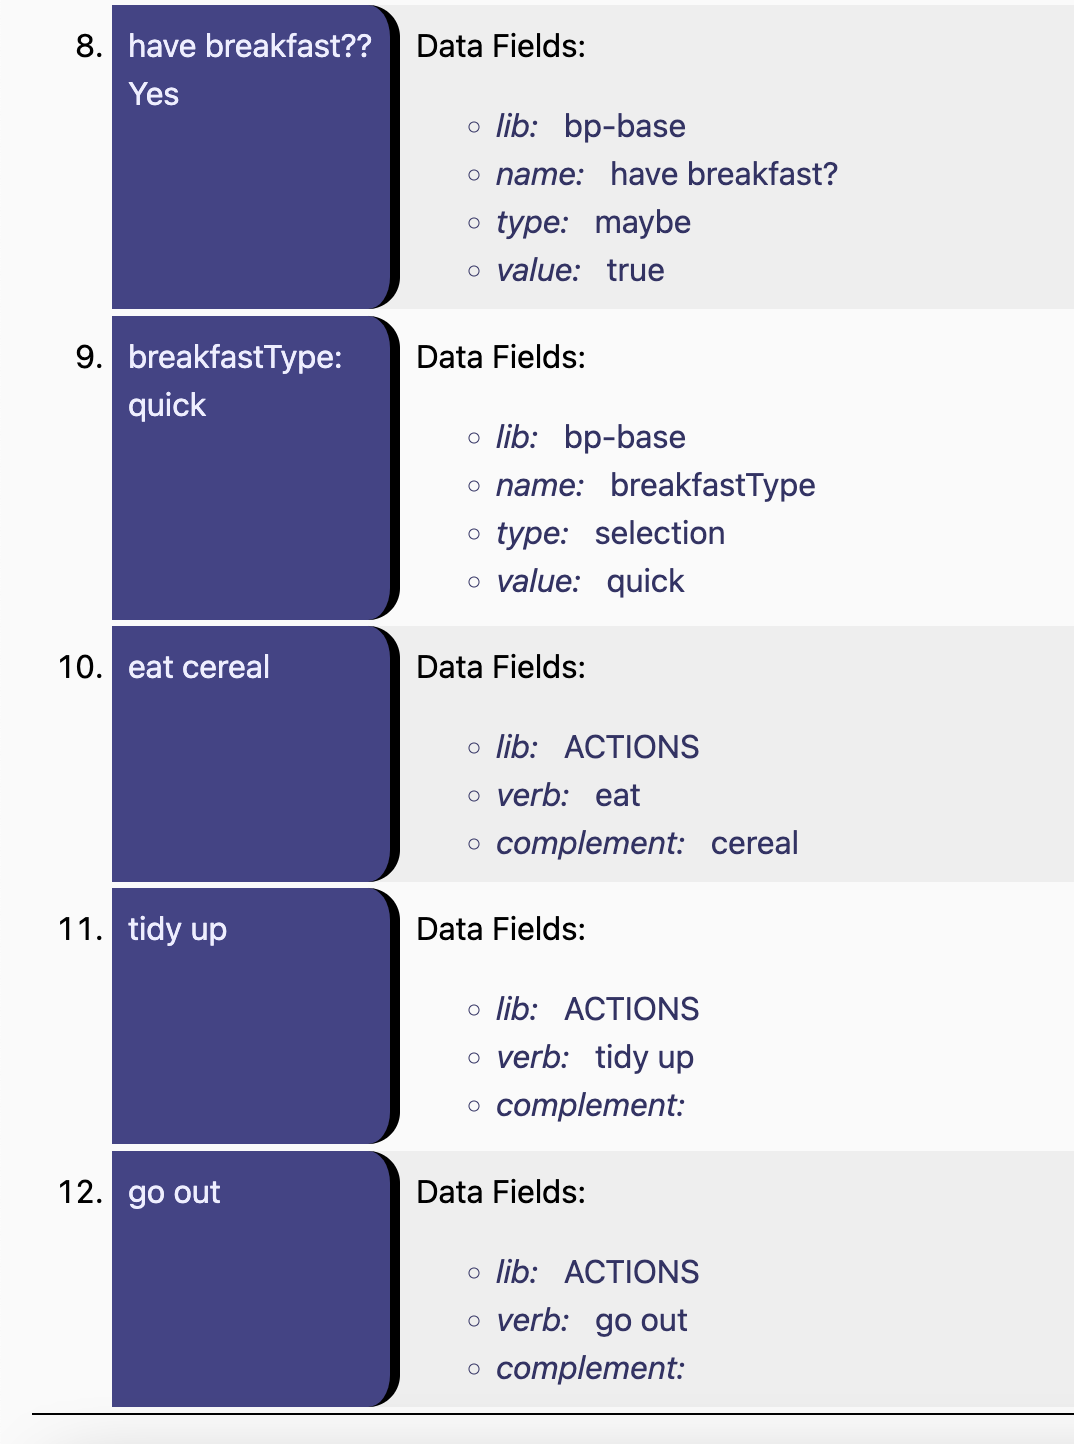 8. have breakfast?? Data Fields:
Yes
lib: bp-base
name: have breakfast?
type: maybe
value: true
9. breakfastType: Data Fields:
quick
lib: bp-base
name: breakfastType
type: selection
value: quick
10. eat cereal Data Fields:
lib: ACTIONS
verb: eat
complement: cereal
11. tidy up Data Fields:
lib: ACTIONS
verb: tidy up
complement:
12. go out Data Fields:
lib: ACTIONS
verb: go out
complement: